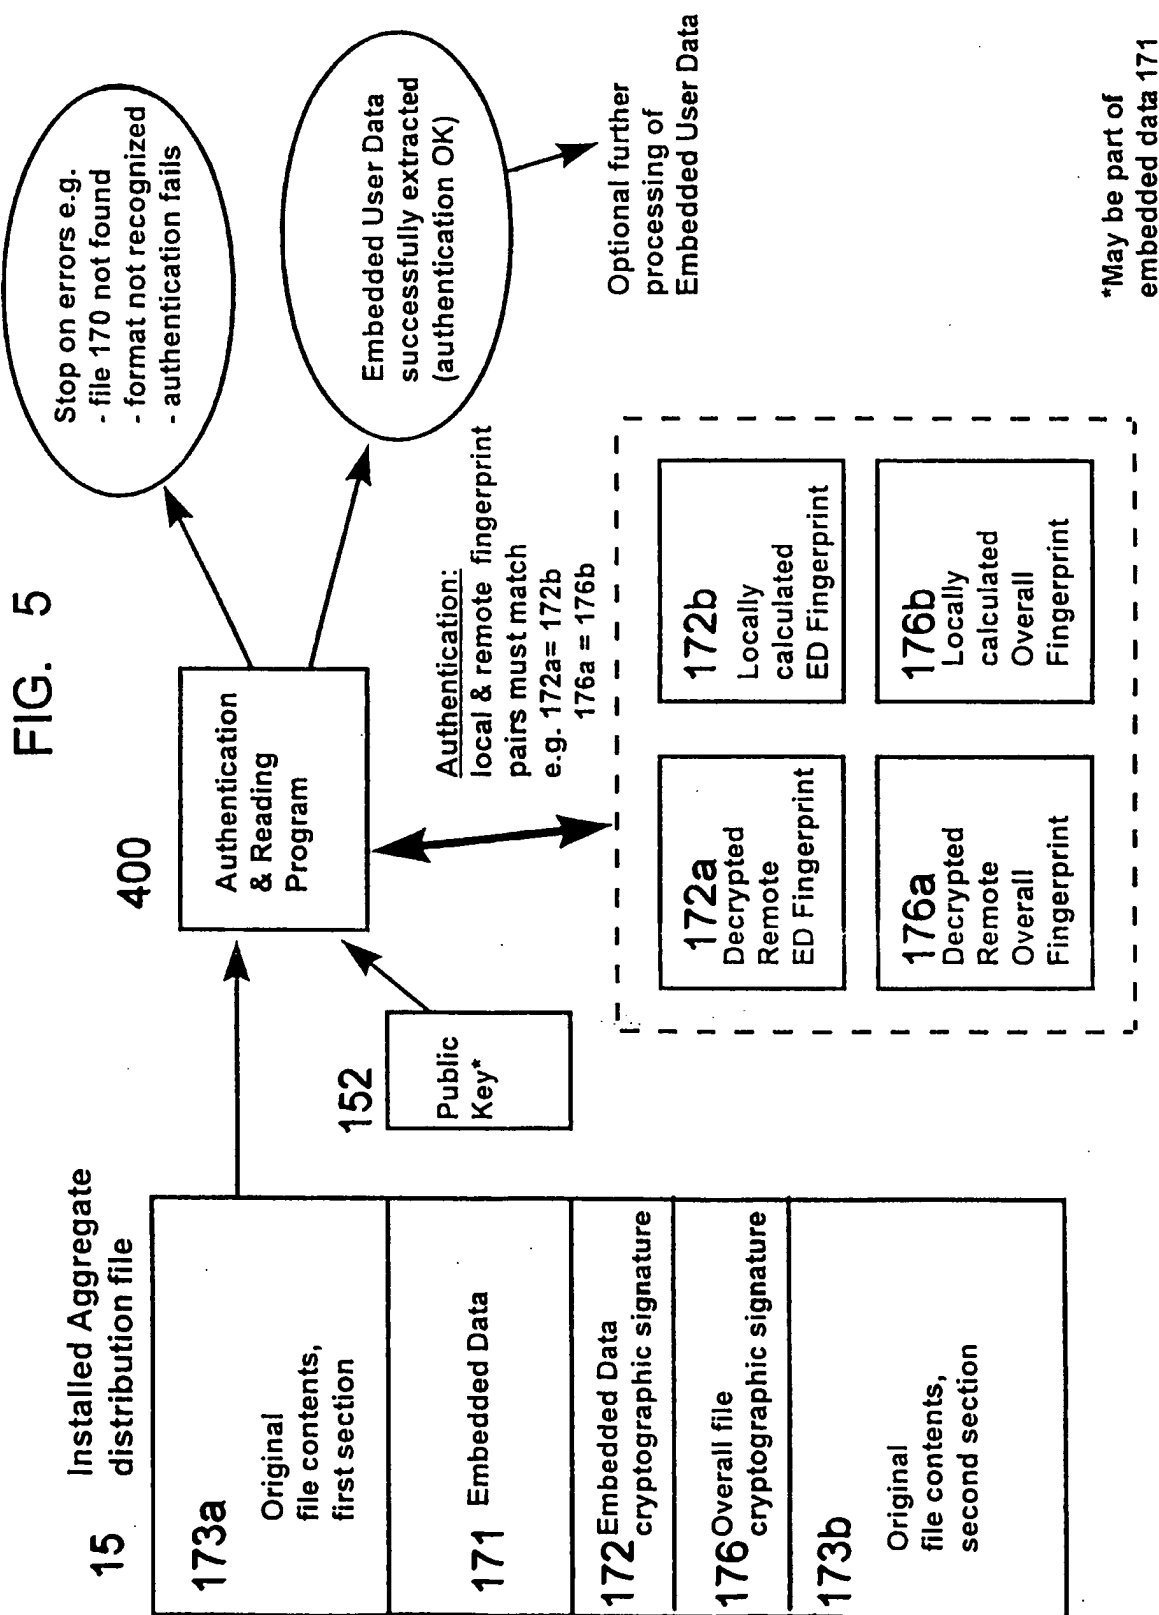 FIG. 5
15
Installed Aggregate
distribution file
173a
Original
file contents,
first section
171 Embedded Data
172 Embedded Data
cryptographic signature
176 Overall file
cryptographic signature
173b
Original
file contents,
second section
152
Public
Key*
400
Authentication
& Reading
Program
Authentication:
local & remote fingerprint
pairs must match
e.g. 172a= 172b
176a = 176b
172a
Decrypted
Remote
ED Fingerprint
172b
Locally
calculated
ED Fingerprint
176a
Decrypted
Remote
Overall
Fingerprint
176b
Locally
calculated
Overall
Fingerprint
Stop on errors e.g.
- file 170 not found
- format not recognized
- authentication fails
Embedded User Data
successfully extracted
(authentication OK)
Optional further
processing of
Embedded User Data
*May be part of
embedded data 171